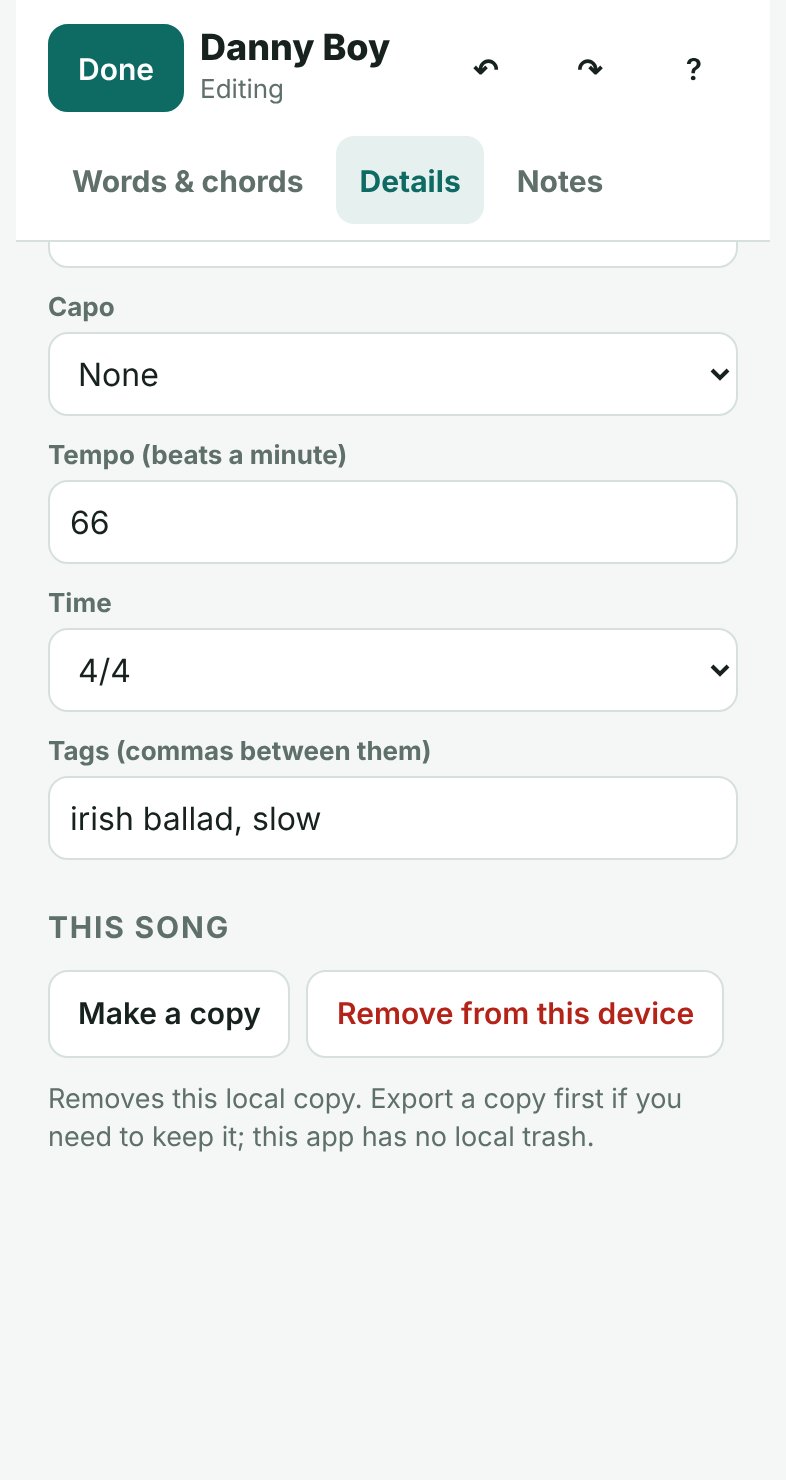 Done
Danny Boy
Editing
↶
↷
?
Words & chords
Details
Notes
Capo
None
Tempo (beats a minute)
66
Time
4/4
Tags (commas between them)
irish ballad, slow
THIS SONG
Make a copy
Remove from this device
Removes this local copy. Export a copy first if you
need to keep it; this app has no local trash.